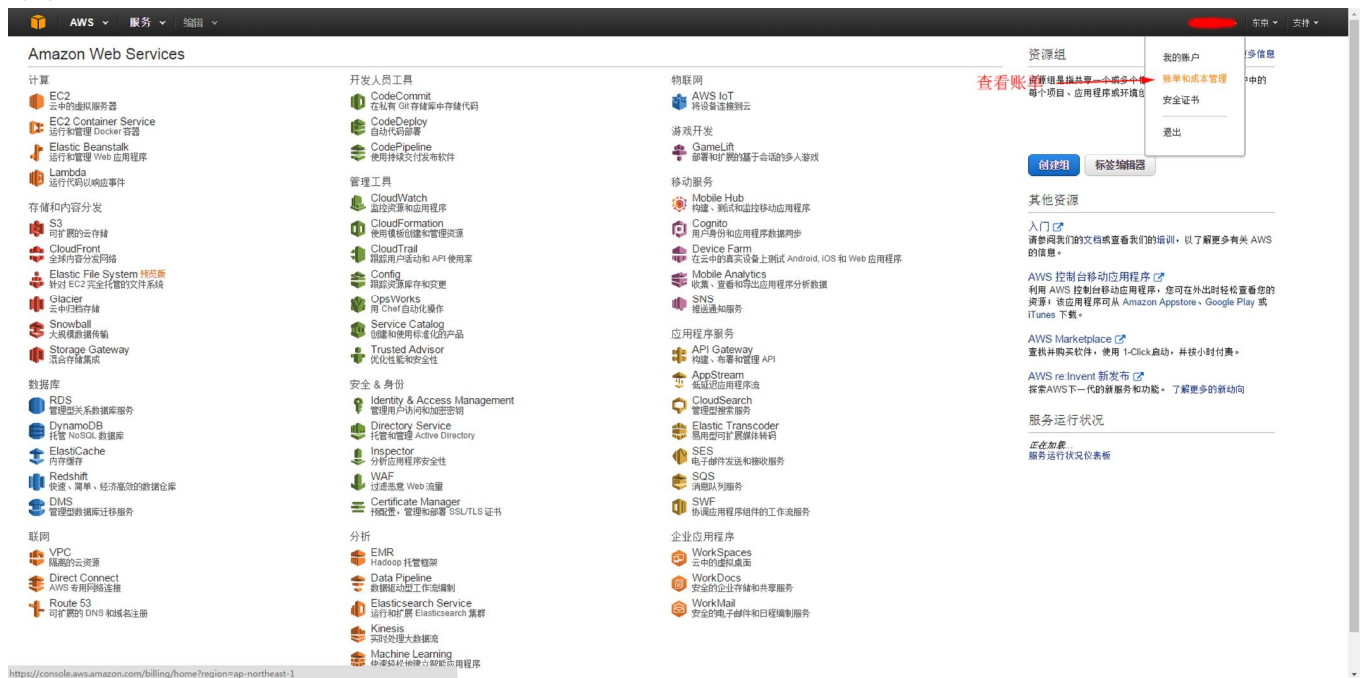 AWS 服务 编辑 东京 支持
Amazon Web Services
计算
EC2
云中的虚拟服务器
EC2 Container Service
运行和管理 Docker 容器
Elastic Beanstalk
运行和管理 Web 应用程序
Lambda
运行代码以响应事件
存储和内容分发
S3
可扩展的云存储
CloudFront
全球内容分发网络
Elastic File System 预览版
针对 EC2 完全托管的文件系统
Glacier
云中归档存储
Snowball
大规模数据传输
Storage Gateway
混合存储集成
数据库
RDS
管理型关系数据库服务
DynamoDB
托管 NoSQL 数据库
ElastiCache
内存缓存
Redshift
快速、简单、经济高效的数据仓库
DMS
管理型数据库迁移服务
联网
VPC
隔离的云资源
Direct Connect
AWS 专用网络连接
Route 53
可扩展的 DNS 和域名注册
开发人员工具
CodeCommit
在私有 Git 存储库中存储代码
CodeDeploy
自动代码部署
CodePipeline
使用持续交付发布软件
管理工具
CloudWatch
监控资源和应用程序
CloudFormation
使用模板创建和管理资源
CloudTrail
跟踪用户活动和 API 使用率
Config
跟踪资源库存和变更
OpsWorks
用 Chef 自动化操作
Service Catalog
创建和使用标准化的产品
Trusted Advisor
优化性能和安全性
安全 & 身份
Identity & Access Management
管理用户访问和加密密钥
Directory Service
托管和管理 Active Directory
Inspector
分析应用程序安全性
WAF
过滤恶意 Web 流量
Certificate Manager
预配置，管理和部署 SSL/TLS 证书
分析
EMR
Hadoop 托管框架
Data Pipeline
数据驱动型工作流编制
Elasticsearch Service
运行和扩展 Elasticsearch 集群
Kinesis
实时处理大数据流
Machine Learning
快速轻松地建立智能应用程序
物联网
AWS IoT
将设备连接到云
游戏开发
GameLift
部署和扩展的基于会话的多人游戏
移动服务
Mobile Hub
构建、测试和监控移动应用程序
Cognito
用户身份和应用程序数据同步
Device Farm
在云中的真实设备上测试 Android, iOS 和 Web 应用程序
Mobile Analytics
收集、查看和导出应用程序分析数据
SNS
推送通知服务
应用程序服务
API Gateway
构建、布署和管理 API
AppStream
低延迟应用程序流
CloudSearch
管理型搜索服务
Elastic Transcoder
易用型可扩展媒体转码
SES
电子邮件发送和接收服务
SQS
消息队列服务
SWF
协调应用程序组件的工作流服务
企业应用程序
WorkSpaces
云中的虚拟桌面
WorkDocs
安全的企业存储和共享服务
WorkMail
安全的电子邮件和日程编制服务
资源组 多信息
资源组是指共享一个或多个 中的
每个项目、应用程序或环境创
查看账单
我的账户
账单和成本管理
安全证书
退出
创建组 标签编辑器
其他资源
入门
请参阅我们的文档或查看我们的培训，以了解更多有关 AWS
的信息。
AWS 控制台移动应用程序
利用 AWS 控制台移动应用程序，您可在外出时轻松查看您的
资源；该应用程序可从 Amazon Appstore、Google Play 或
iTunes 下载。
AWS Marketplace
查找并购买软件，使用 1-Click 启动，并按小时付费。
AWS re:Invent 新发布
探索AWS下一代的新服务和功能。 了解更多的新动向
服务运行状况
正在加载...
服务运行状况仪表板
https://console.aws.amazon.com/billing/home?region=ap-northeast-1